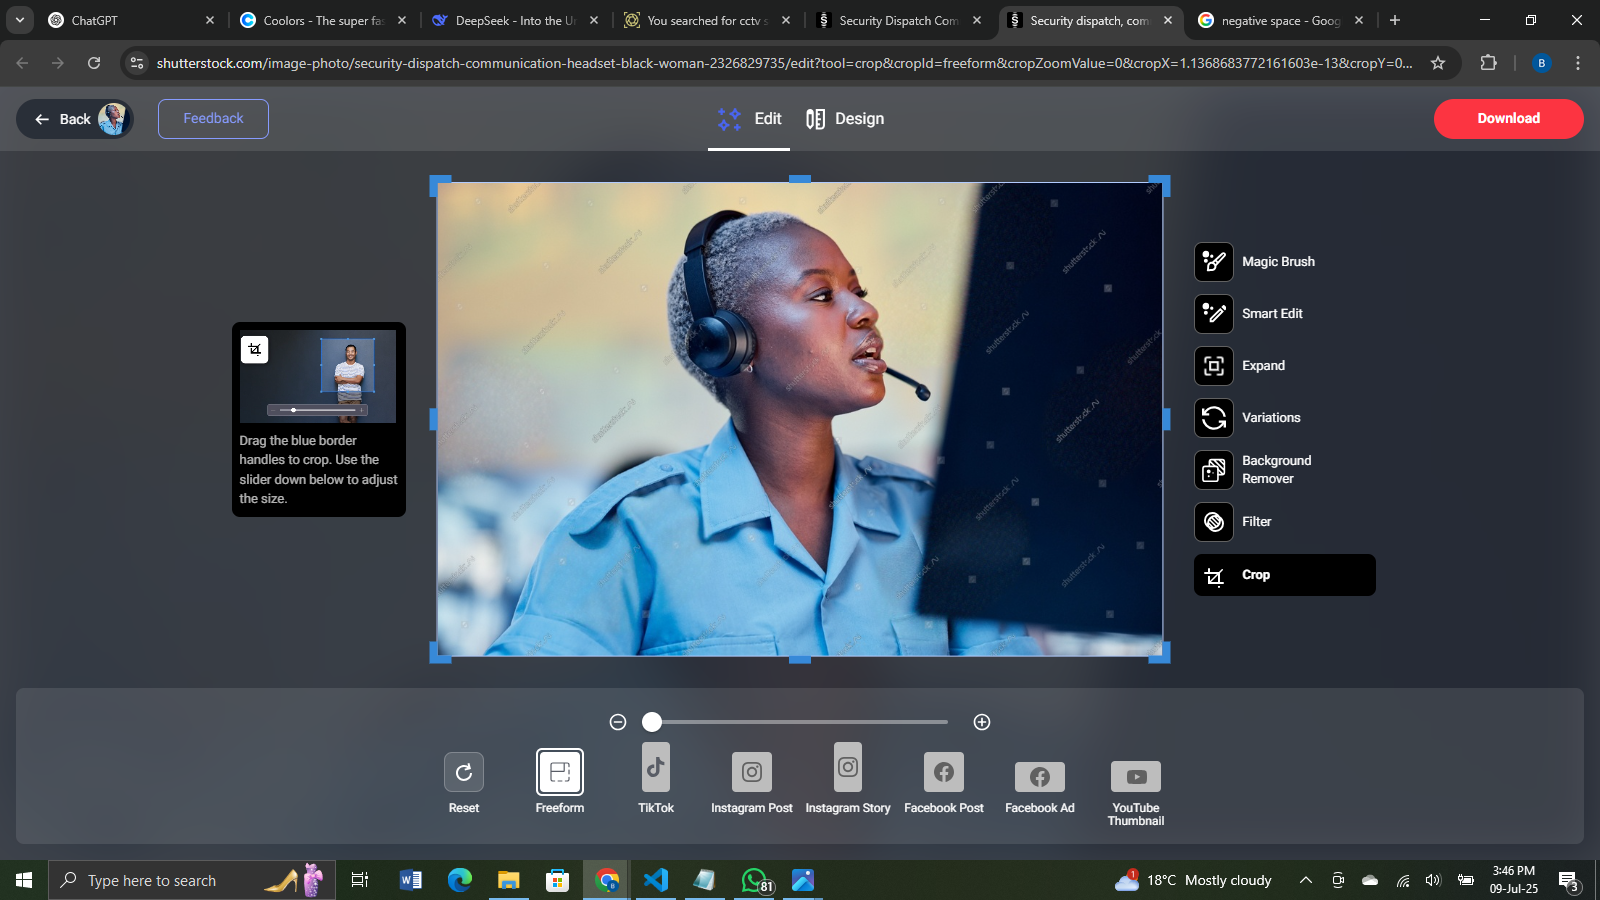 ChatGPT
Coolors - The super fas
DeepSeek - Into the Un
You searched for cctv s
Security Dispatch Com
Security dispatch, com
negative space - Goog
shutterstock.com/image-photo/security-dispatch-communication-headset-black-woman-2326829735/edit?tool=crop&cropId=freeform&cropZoomValue=0&cropX=1.1368683772161603e-13&cropY=0...
B
Back
Feedback
Edit
Design
Download
Magic Brush
Smart Edit
Expand
Variations
Background
Remover
Filter
Crop
Drag the blue border
handles to crop. Use the
slider down below to adjust
the size.
Reset
Freeform
TikTok
Instagram Post
Instagram Story
Facebook Post
Facebook Ad
YouTube
Thumbnail
Type here to search
81
1
18°C Mostly cloudy
3:46 PM
09-Jul-25
3